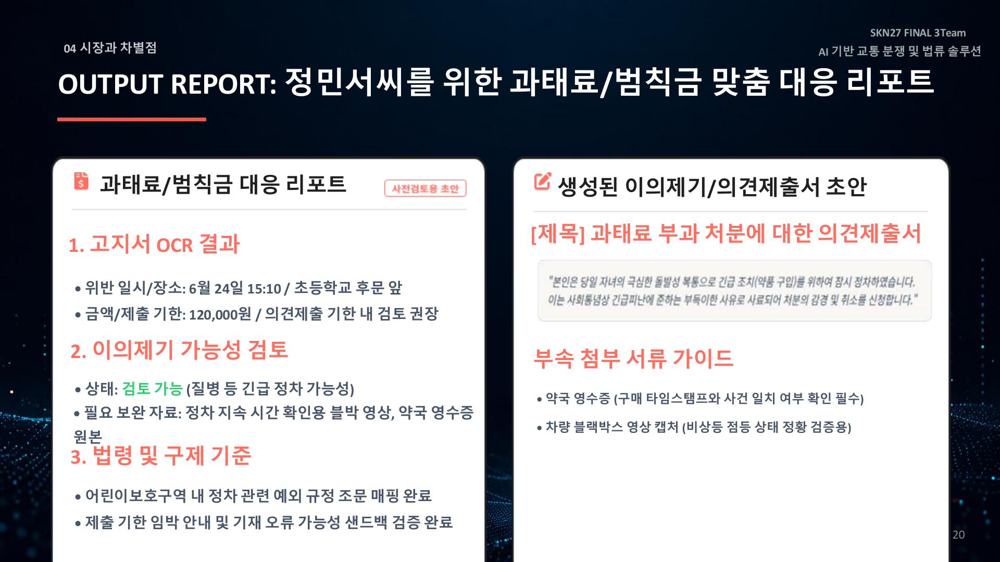 SKN27 FINAL 3Team
04 시장과 차별점
AI 기반 교통 분쟁 및 법류 솔루션
OUTPUT REPORT: 정민서씨를 위한 과태료/범칙금 맞춤 대응 리포트
과태료/범칙금 대응 리포트
사전검토용 초안
1. 고지서 OCR 결과
• 위반 일시/장소: 6월 24일 15:10 / 초등학교 후문 앞
• 금액/제출 기한: 120,000원 / 의견제출 기한 내 검토 권장
2. 이의제기 가능성 검토
• 상태: 검토 가능 (질병 등 긴급 정차 가능성)
• 필요 보완 자료: 정차 지속 시간 확인용 블박 영상, 약국 영수증
원본
3. 법령 및 구제 기준
• 어린이보호구역 내 정차 관련 예외 규정 조문 매핑 완료
• 제출 기한 임박 안내 및 기재 오류 가능성 샌드백 검증 완료
생성된 이의제기/의견제출서 초안
[제목] 과태료 부과 처분에 대한 의견제출서
"본인은 당일 자녀의 극심한 돌발성 복통으로 긴급 조치(약품 구입)를 위하여 잠시 정차하였습니다.
이는 사회통념상 긴급피난에 준하는 부득이한 사유로 사료되어 처분의 감경 및 취소를 신청합니다."
부속 첨부 서류 가이드
• 약국 영수증 (구매 타임스탬프와 사건 일치 여부 확인 필수)
• 차량 블랙박스 영상 캡처 (비상등 점등 상태 정황 검증용)
20